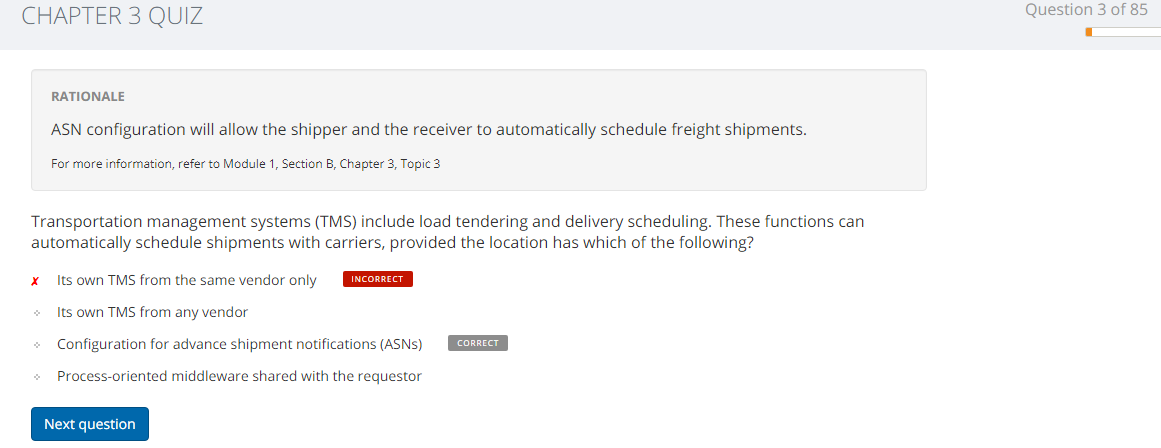 CHAPTER 3 QUIZ
Question 3 of 85
RATIONALE
ASN configuration will allow the shipper and the receiver to automatically schedule freight shipments.
For more information, refer to Module 1, Section B, Chapter 3, Topic 3
Transportation management systems (TMS) include load tendering and delivery scheduling. These functions can
automatically schedule shipments with carriers, provided the location has which of the following?
Its own TMS from the same vendor only INCORRECT
Its own TMS from any vendor
Configuration for advance shipment notifications (ASNs) CORRECT
Process-oriented middleware shared with the requestor
Next question